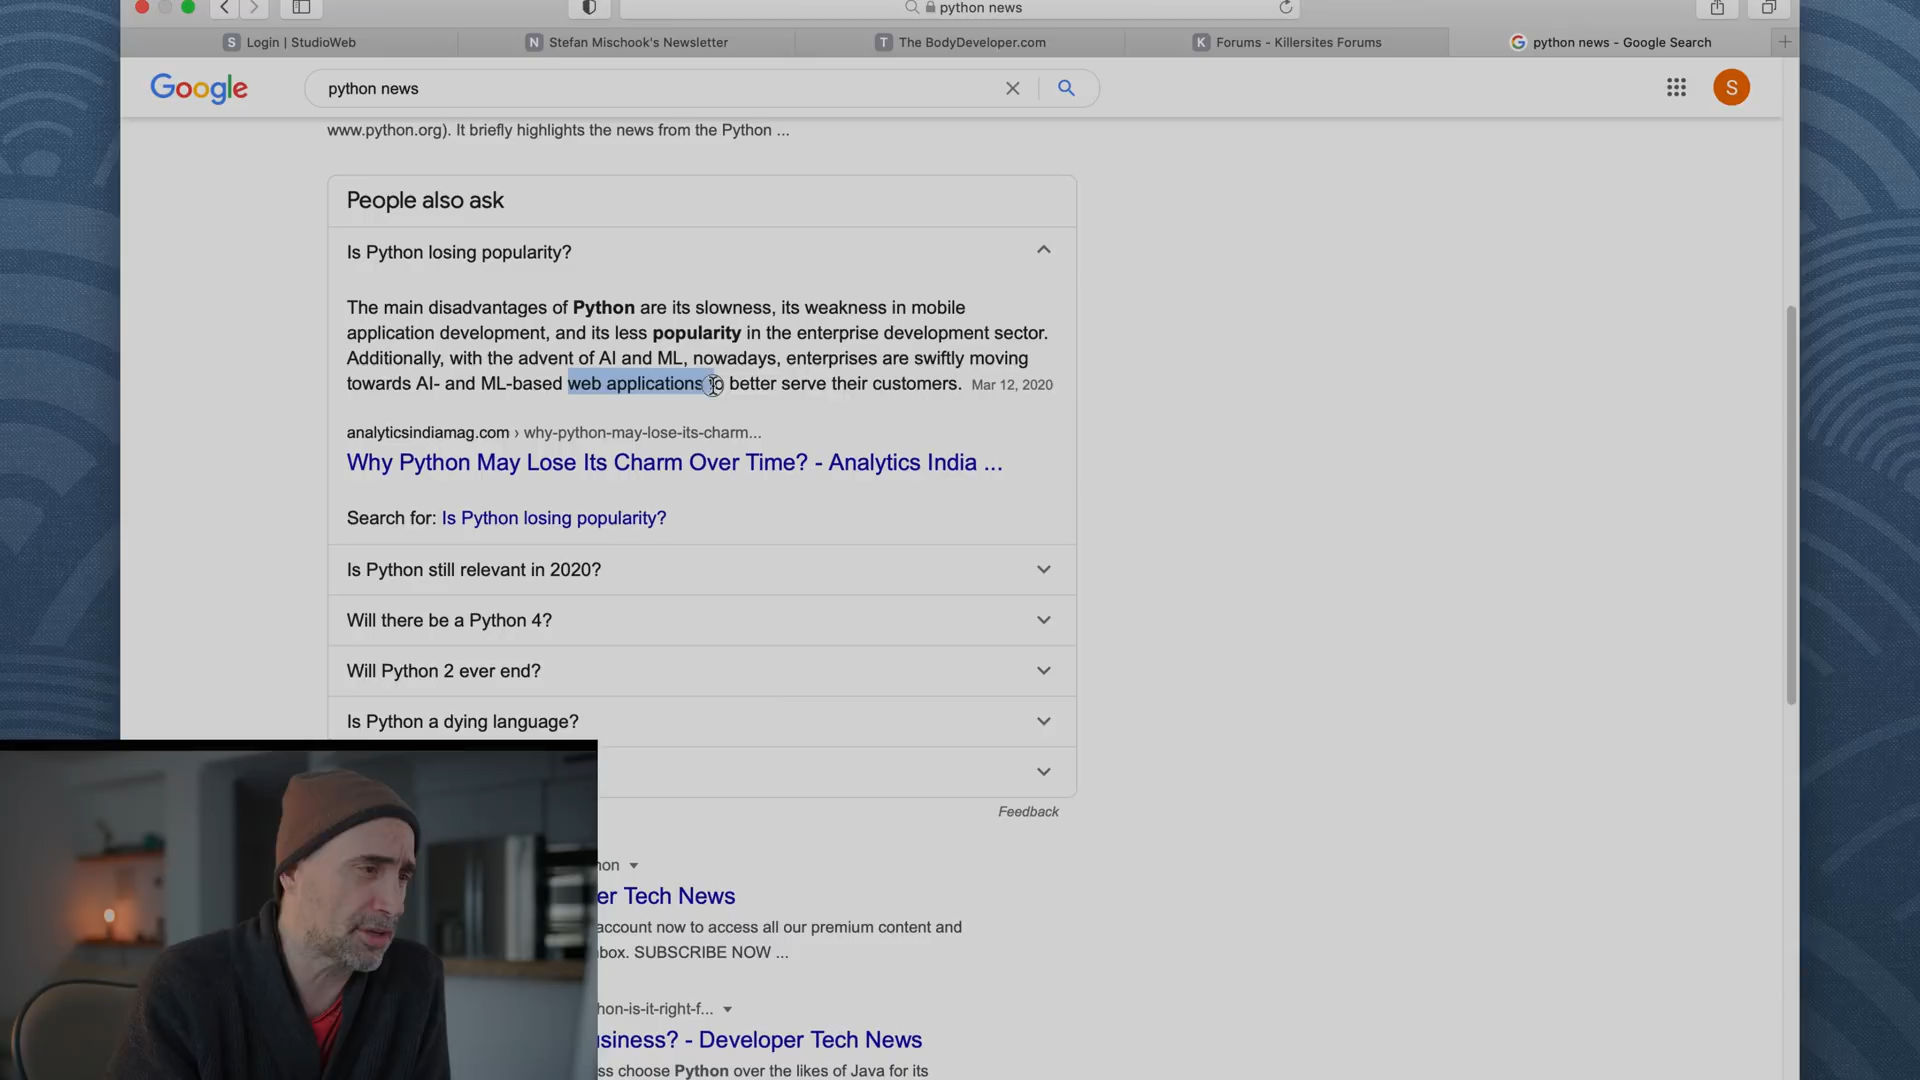 python news
S Login | StudioWeb
N Stefan Mischook's Newsletter
T The BodyDeveloper.com
K Forums - Killersites Forums
python news - Google Search
Google
python news
S
www.python.org). It briefly highlights the news from the Python ...
People also ask
Is Python losing popularity?
The main disadvantages of Python are its slowness, its weakness in mobile
application development, and its less popularity in the enterprise development sector.
Additionally, with the advent of AI and ML, nowadays, enterprises are swiftly moving
towards AI- and ML-based web applications to better serve their customers. Mar 12, 2020
analyticsindiamag.com › why-python-may-lose-its-charm...
Why Python May Lose Its Charm Over Time? - Analytics India ...
Search for: Is Python losing popularity?
Is Python still relevant in 2020?
Will there be a Python 4?
Will Python 2 ever end?
Is Python a dying language?
Feedback
hon
er Tech News
account now to access all our premium content and
nbox. SUBSCRIBE NOW ...
hon-is-it-right-f...
usiness? - Developer Tech News
ss choose Python over the likes of Java for its